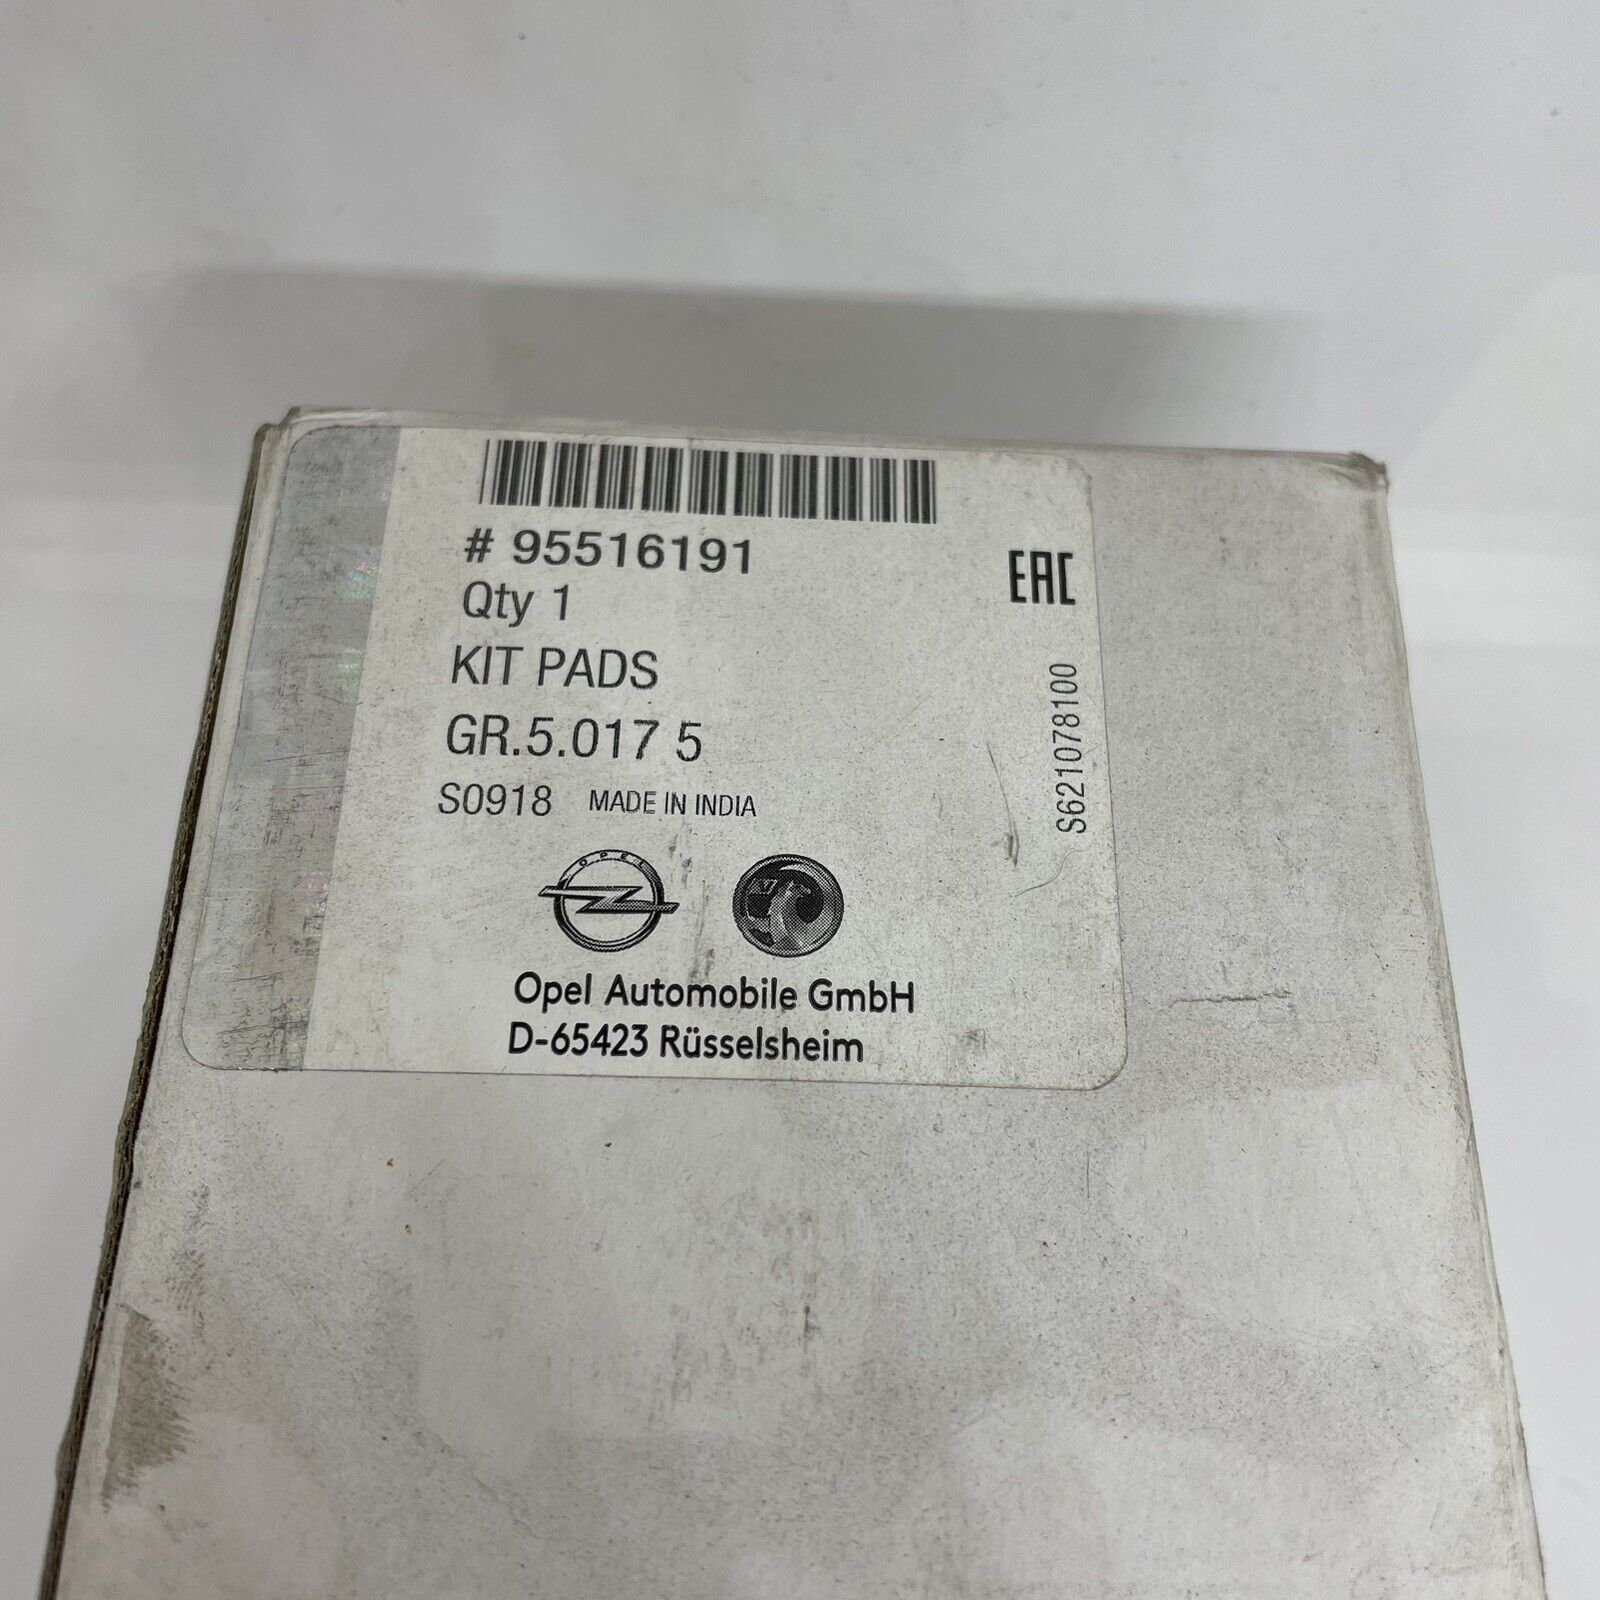 # 95516191
Qty 1
EAC
KIT PADS
GR.5.017 5
S0918 MADE IN INDIA
S621078100
OPEL
Opel Automobile GmbH
D-65423 Rüsselsheim